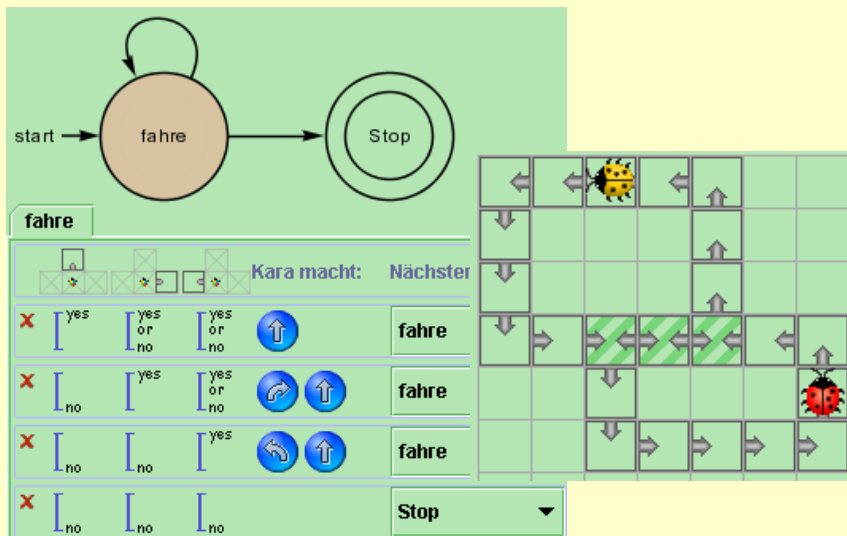 start
fahre
Stop
fahre
Kara macht: Nächster
yes yes or no yes or no fahre
no yes yes or no fahre
no no yes fahre
no no no Stop